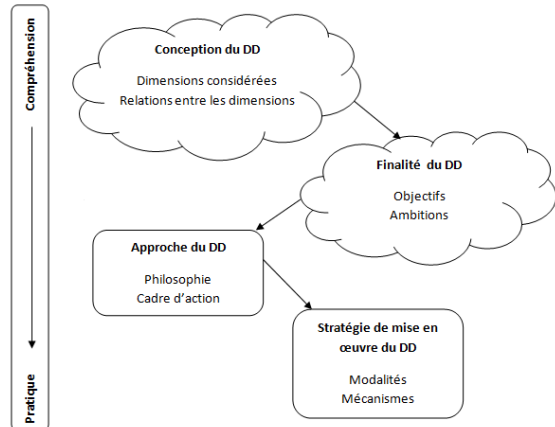 Compréhension
Conception du DD
Dimensions considérées
Relations entre les dimensions
Finalité du DD
Objectifs
Ambitions
Approche du DD
Philosophie
Cadre d’action
Stratégie de mise en
œuvre du DD
Modalités
Mécanismes
Pratique